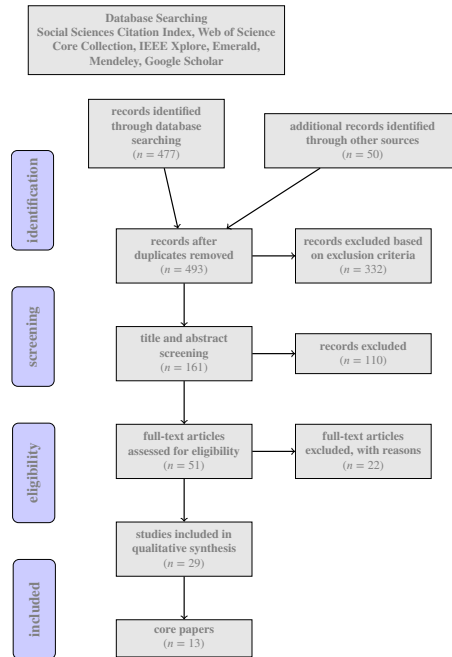 Database Searching
Social Sciences Citation Index, Web of Science
Core Collection, IEEE Xplore, Emerald,
Mendeley, Google Scholar
records identified
through database
searching
(n = 477)
additional records identified
through other sources
(n = 50)
identification
records after
duplicates removed
(n = 493)
records excluded based
on exclusion criteria
(n = 332)
screening
title and abstract
screening
(n = 161)
records excluded
(n = 110)
eligibility
full-text articles
assessed for eligibility
(n = 51)
full-text articles
excluded, with reasons
(n = 22)
studies included in
qualitative synthesis
(n = 29)
included
core papers
(n = 13)